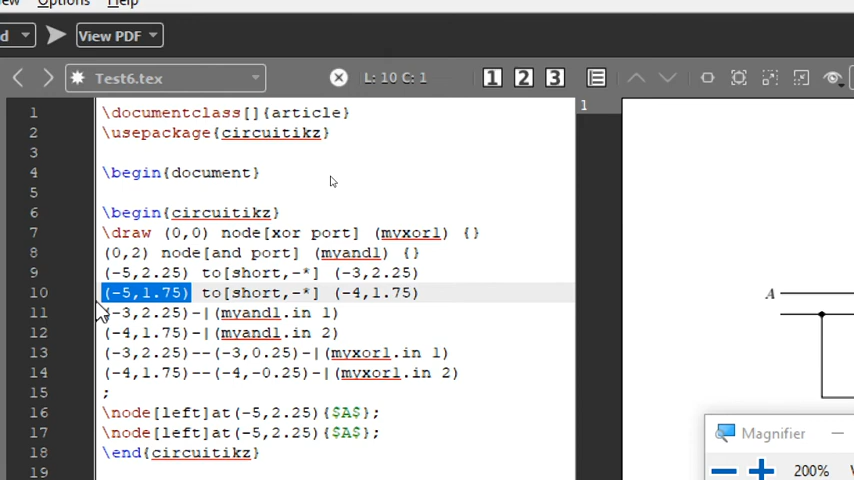 Options Help
View PDF
Test6.tex L: 10 C: 1 1 2 3
1
1 \documentclass[]{article}
2 \usepackage{circuitikz}
3
4 \begin{document}
5
6 \begin{circuitikz}
7 \draw (0,0) node[xor port] (myxor1) {}
8 (0,2) node[and port] (myand1) {}
9 (-5,2.25) to[short,-*] (-3,2.25)
10 (-5,1.75) to[short,-*] (-4,1.75)
11 (-3,2.25)-|(myand1.in 1)
12 (-4,1.75)-|(myand1.in 2)
13 (-3,2.25)--(-3,0.25)-|(myxor1.in 1)
14 (-4,1.75)--(-4,-0.25)-|(myxor1.in 2)
15 ;
16 \node[left]at(-5,2.25){$A$};
17 \node[left]at(-5,2.25){$A$};
18 \end{circuitikz}
19
A
Magnifier
200%